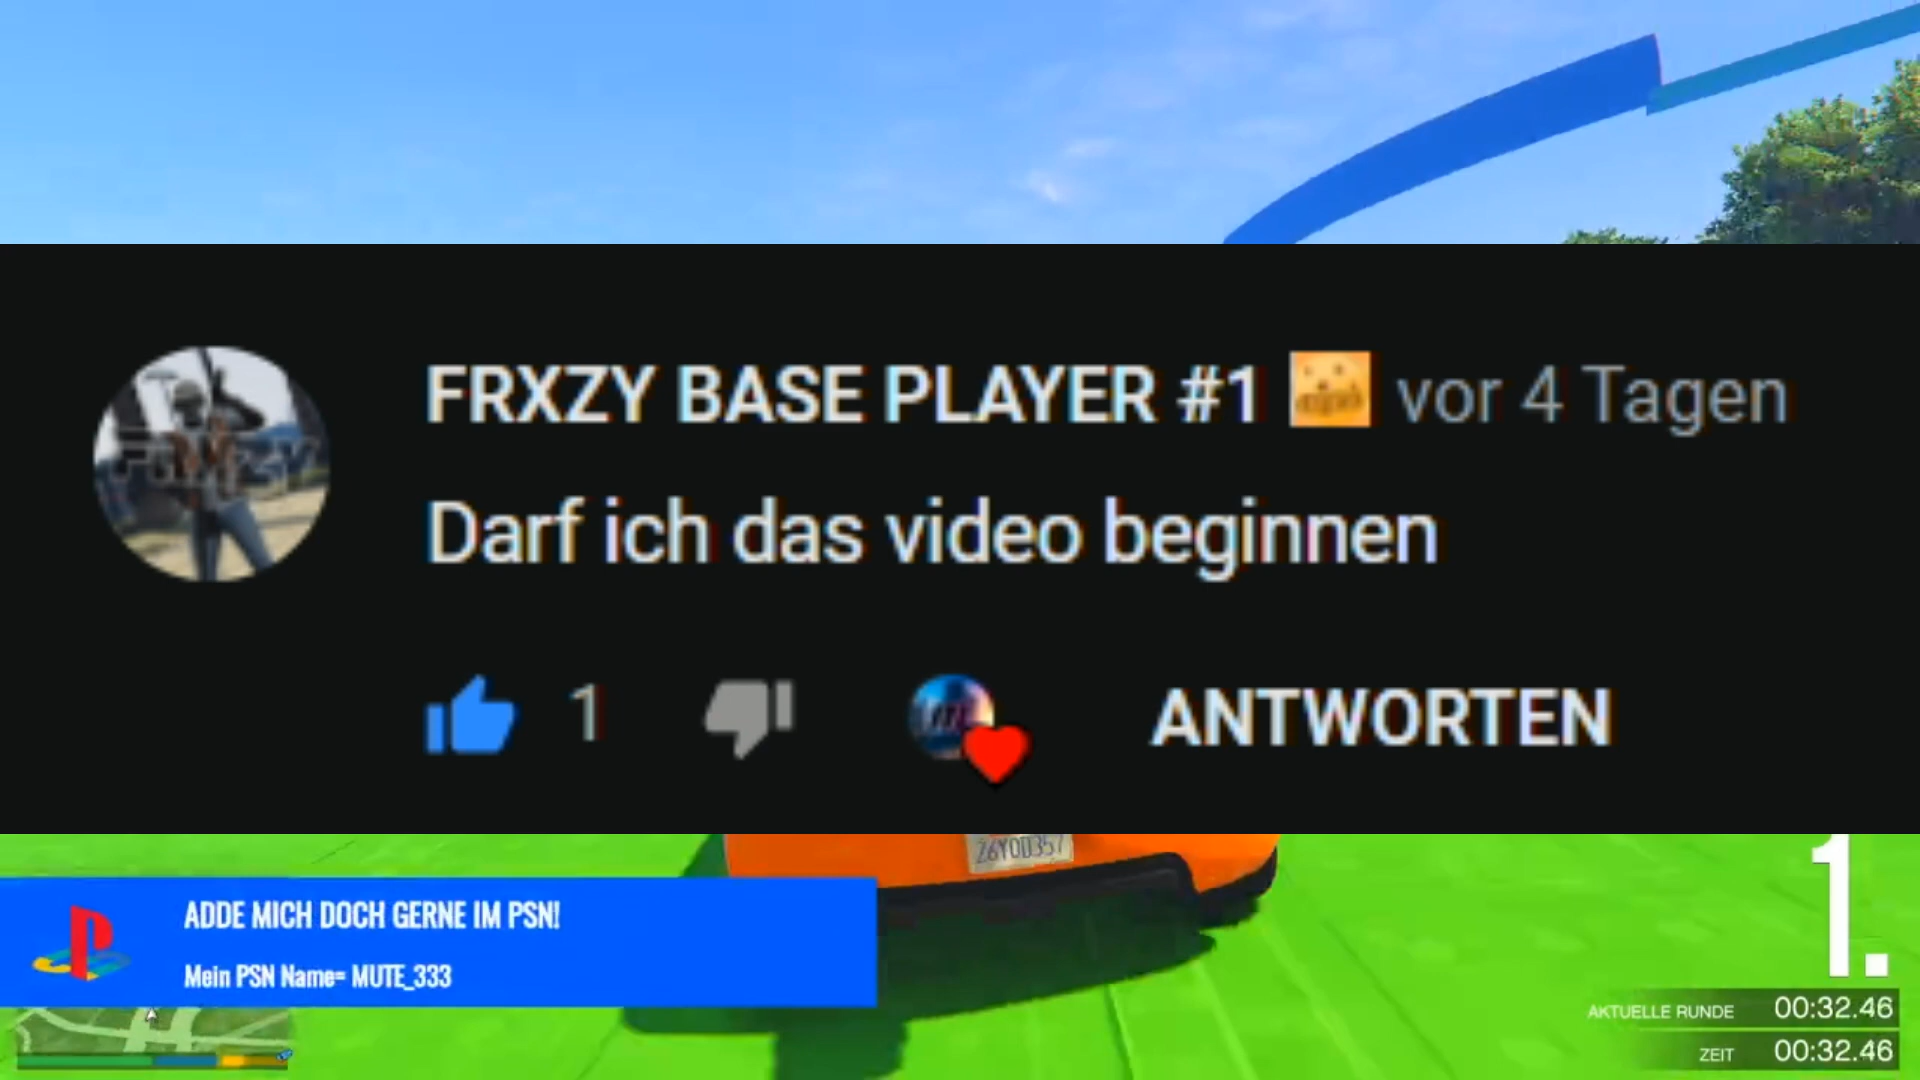 FRXZY BASE PLAYER #1 vor 4 Tagen
Darf ich das video beginnen
1
ANTWORTEN
Z6YOD357
ADDE MICH DOCH GERNE IM PSN!
Mein PSN Name= MUTE_333
1.
AKTUELLE RUNDE 00:32.46
ZEIT 00:32.46